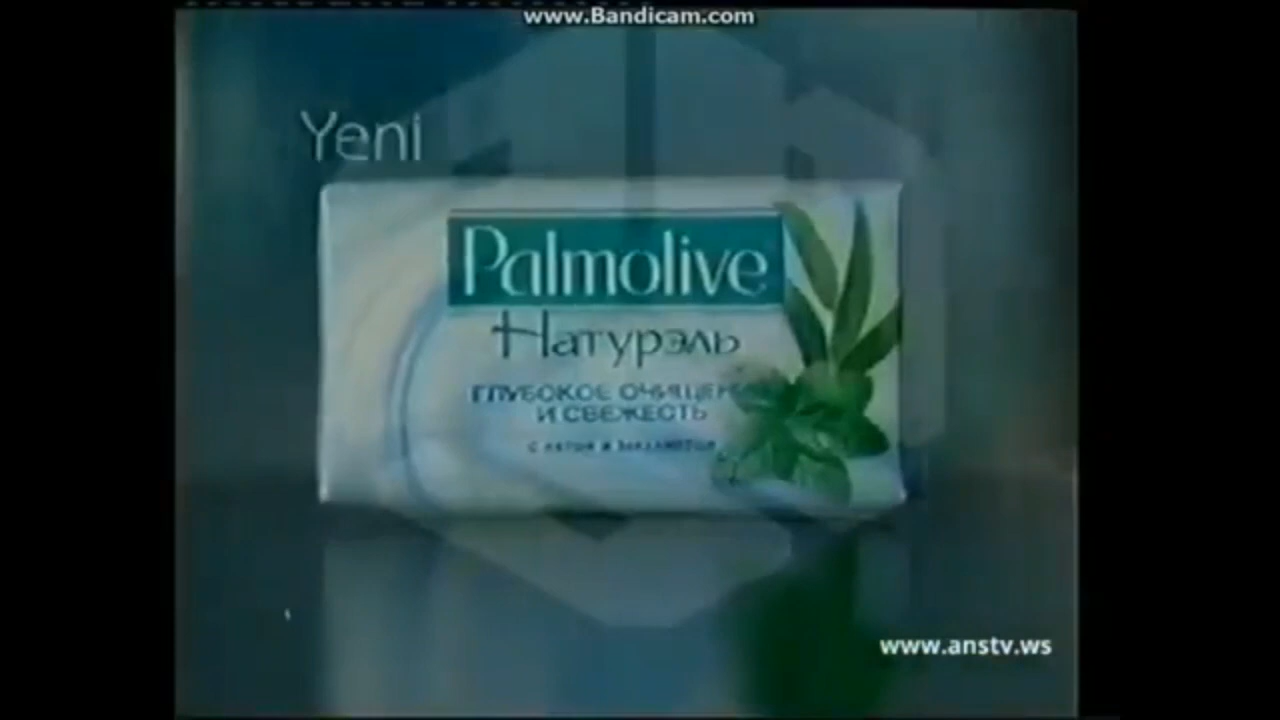 www.Bandicam.com
Yeni
Palmolive
Натурэль
ГЛУБОКОЕ ОЧИЩЕН
И СВЕЖЕСТЬ
www.anstv.ws